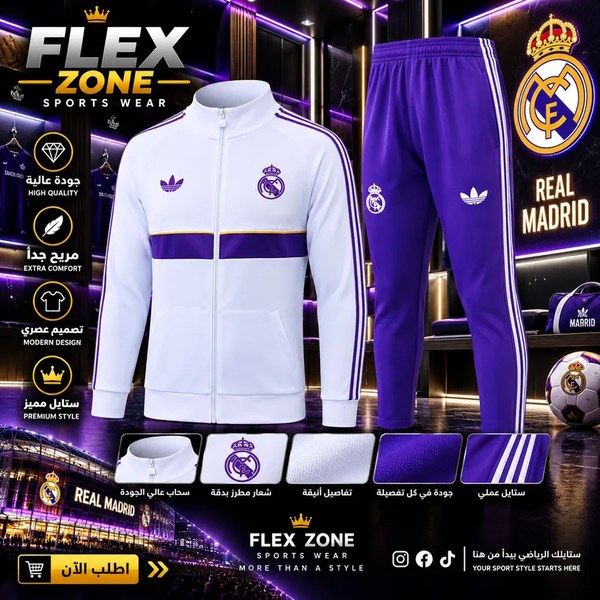 FLEX
ZONE
SPORTS WEAR
جودة عالية
HIGH QUALITY
مريح جداً
EXTRA COMFORT
تصميم عصري
MODERN DESIGN
ستايل مميز
PREMIUM STYLE
REAL
MADRID
MADRID
REAL MADRID
سحاب عالي الجودة
شعار مطرز بدقة
تفاصيل أنيقة
جودة في كل تفصيلة
ستايل عملي
FLEX ZONE
SPORTS WEAR
MORE THAN A STYLE
اطلب الآن
ستايلك الرياضي يبدأ من هنا
YOUR SPORT STYLE STARTS HERE